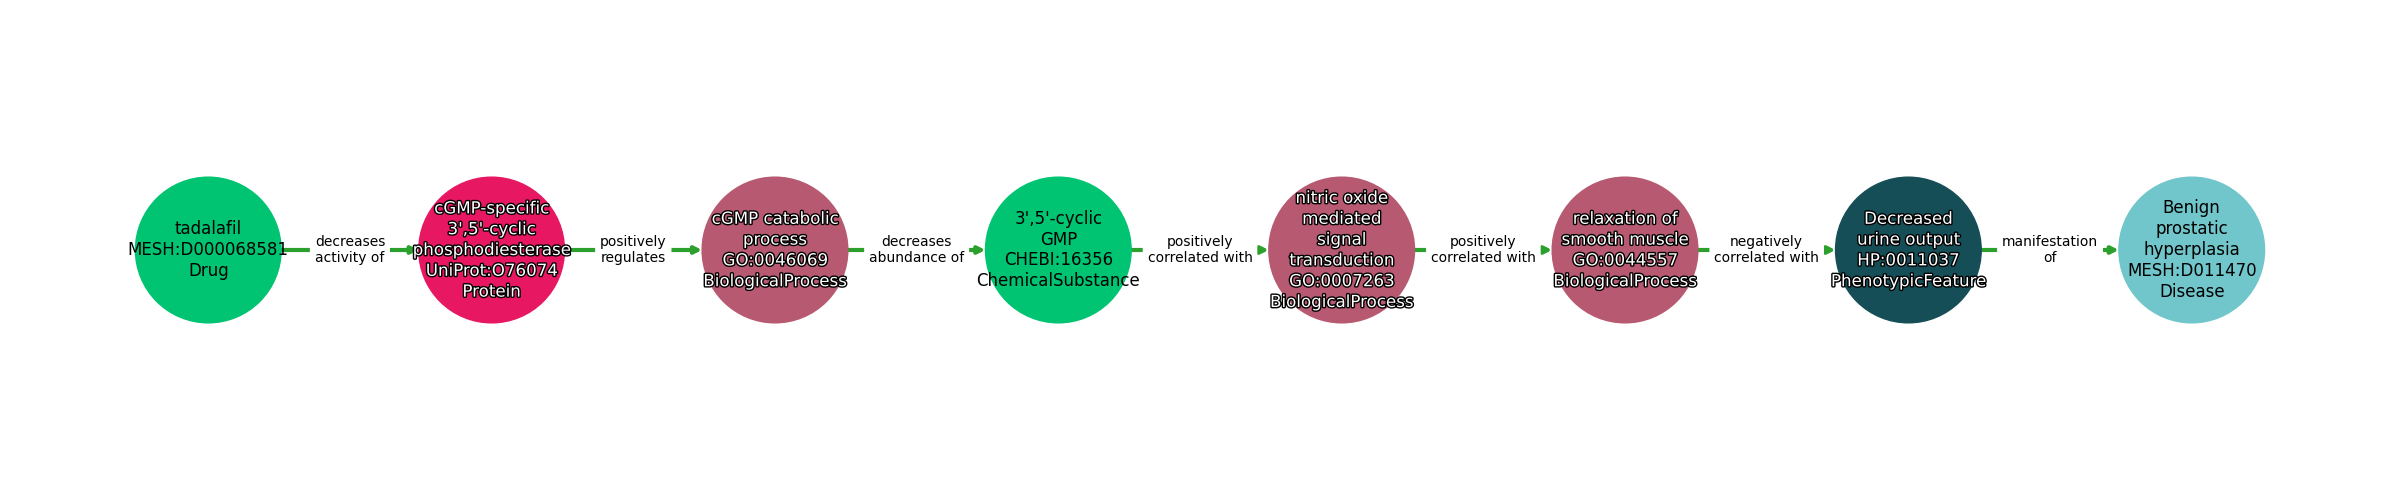 tadalafil
MESH:D000068581
Drug
decreases
activity of
cGMP-specific
3',5'-cyclic
phosphodiesterase
UniProt:O76074
Protein
positively
regulates
cGMP catabolic
process
GO:0046069
BiologicalProcess
decreases
abundance of
3',5'-cyclic
GMP
CHEBI:16356
ChemicalSubstance
positively
correlated with
nitric oxide
mediated
signal
transduction
GO:0007263
BiologicalProcess
positively
correlated with
relaxation of
smooth muscle
GO:0044557
BiologicalProcess
negatively
correlated with
Decreased
urine output
HP:0011037
PhenotypicFeature
manifestation
of
Benign
prostatic
hyperplasia
MESH:D011470
Disease